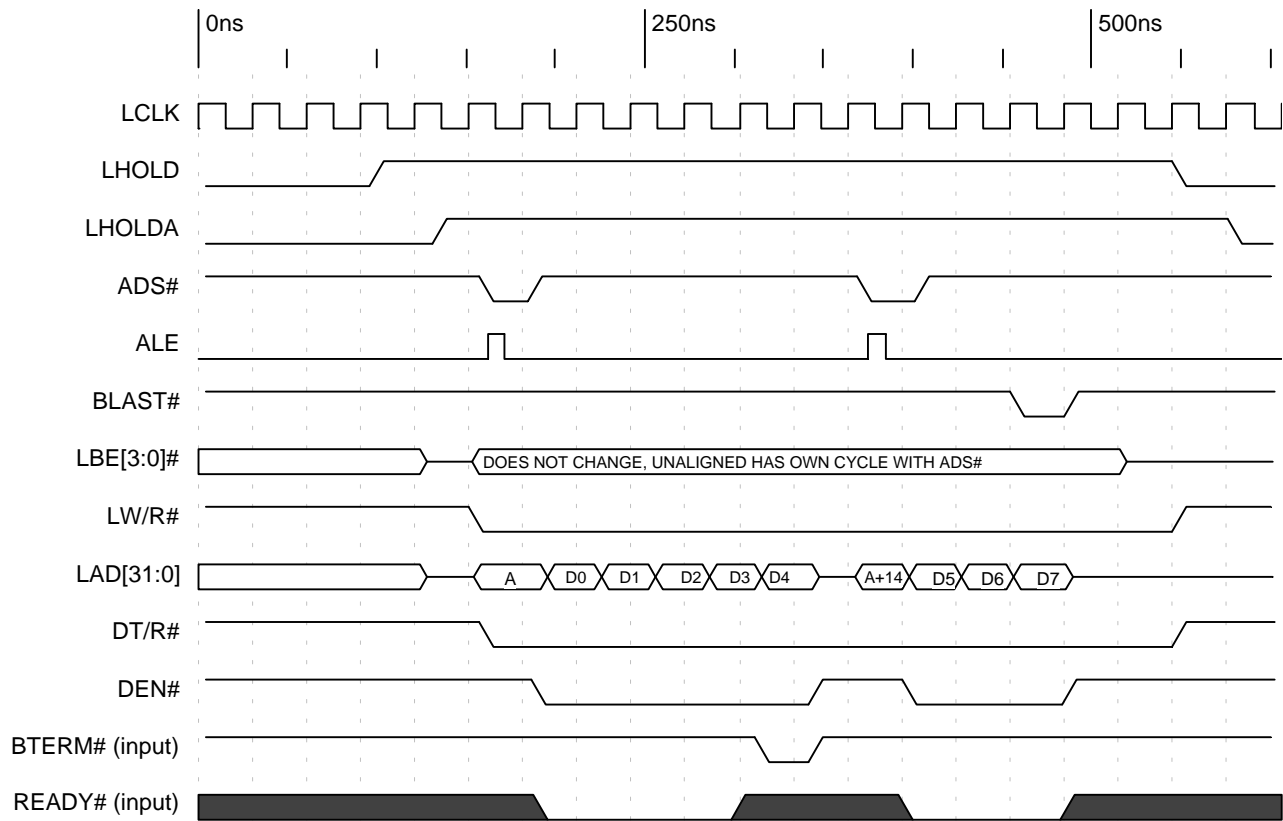 0ns 250ns 500ns
LCLK
LHOLD
LHOLDA
ADS#
ALE
BLAST#
LBE[3:0]# DOES NOT CHANGE, UNALIGNED HAS OWN CYCLE WITH ADS#
LW/R#
LAD[31:0] A D0 D1 D2 D3 D4 A+14 D5 D6 D7
DT/R#
DEN#
BTERM# (input)
READY# (input)